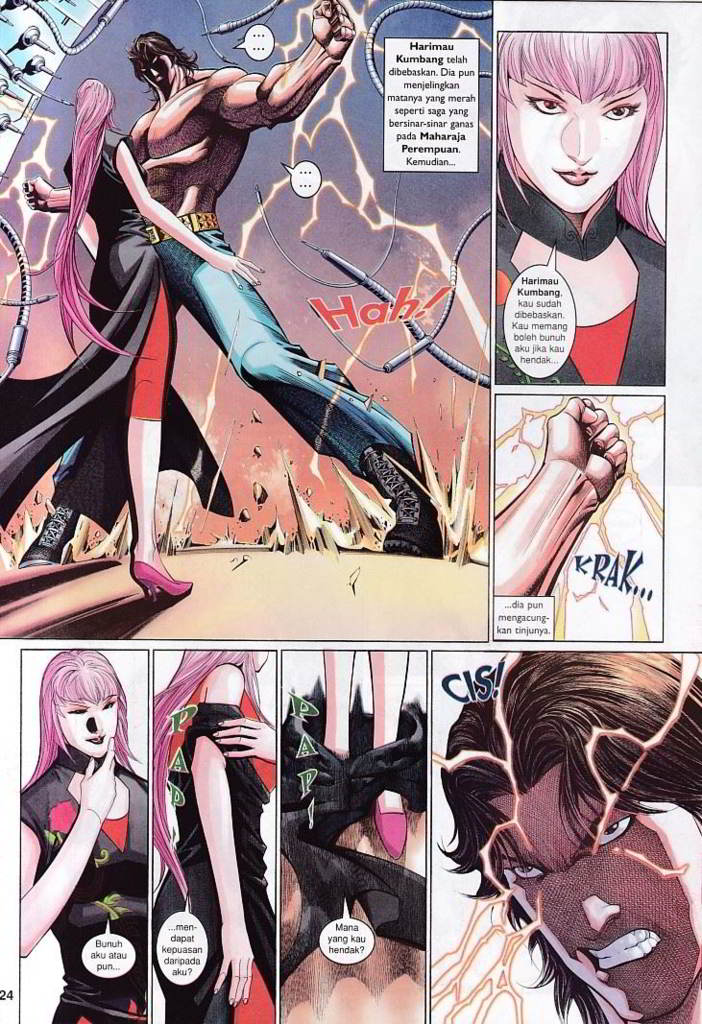 ...
...
Harimau
Kumbang telah
dibebaskan. Dia pun
menjelingkan
matanya yang merah
seperti saga yang
bersinar-sinar ganas
pada Maharaja
Perempuan.
Kemudian...
Hah!
Harimau
Kumbang,
kau sudah
dibebaskan.
Kau memang
boleh bunuh
aku jika kau
hendak...
KRAK...
...dia pun
mengacung-
kan tinjunya.
Bunuh
aku atau
pun...
PAPAP
...men-
dapat
kepuasan
daripada
aku?
PAPAP!
Mana
yang kau
hendak?
CIS!
24